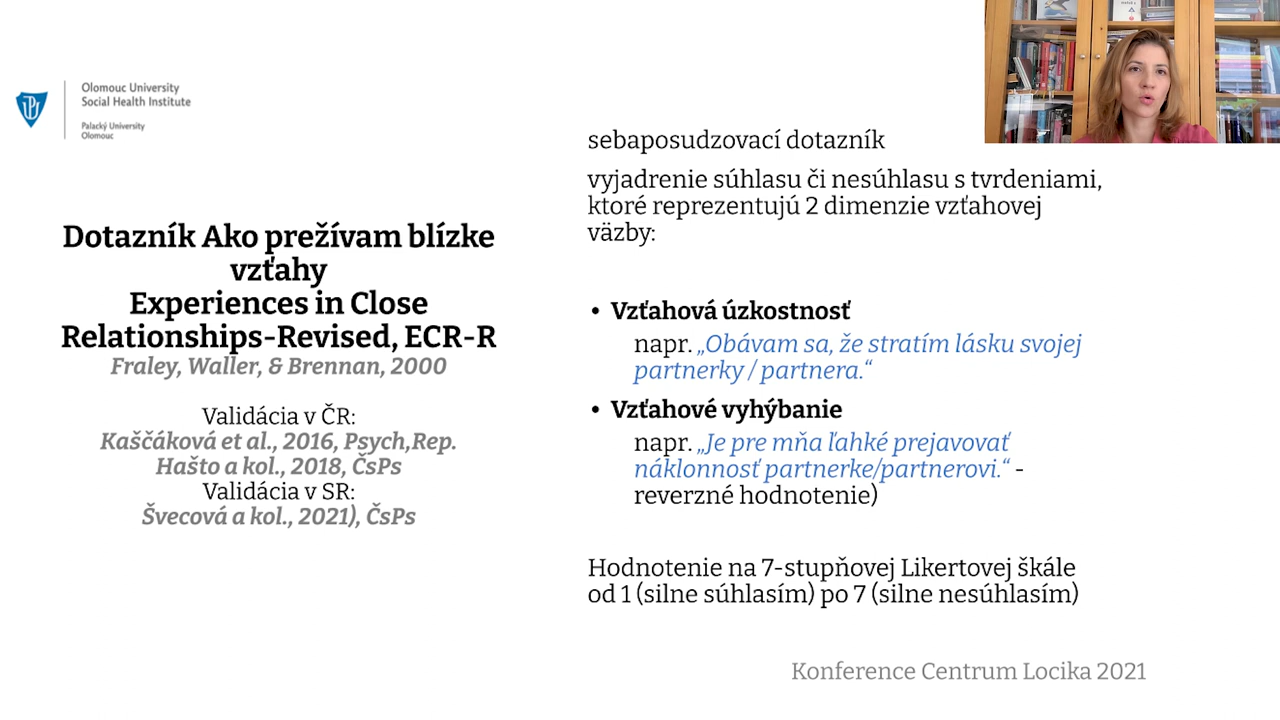 Olomouc University
Social Health Institute
Palacký University
Olomouc
Dotazník Ako prežívam blízke
vzťahy
Experiences in Close
Relationships-Revised, ECR-R
Fraley, Waller, & Brennan, 2000
Validácia v ČR:
Kaščáková et al., 2016, Psych,Rep.
Hašto a kol., 2018, ČsPs
Validácia v SR:
Švecová a kol., 2021), ČsPs
sebaposudzovací dotazník
vyjadrenie súhlasu či nesúhlasu s tvrdeniami,
ktoré reprezentujú 2 dimenzie vzťahovej
väzby:
• Vzťahová úzkostnosť
napr. „Obávam sa, že stratím lásku svojej
partnerky / partnera.“
• Vzťahové vyhýbanie
napr. „Je pre mňa ľahké prejavovať
náklonnosť partnerke/partnerovi.“ -
reverzné hodnotenie)
Hodnotenie na 7-stupňovej Likertovej škále
od 1 (silne súhlasím) po 7 (silne nesúhlasím)
Konference Centrum Locika 2021